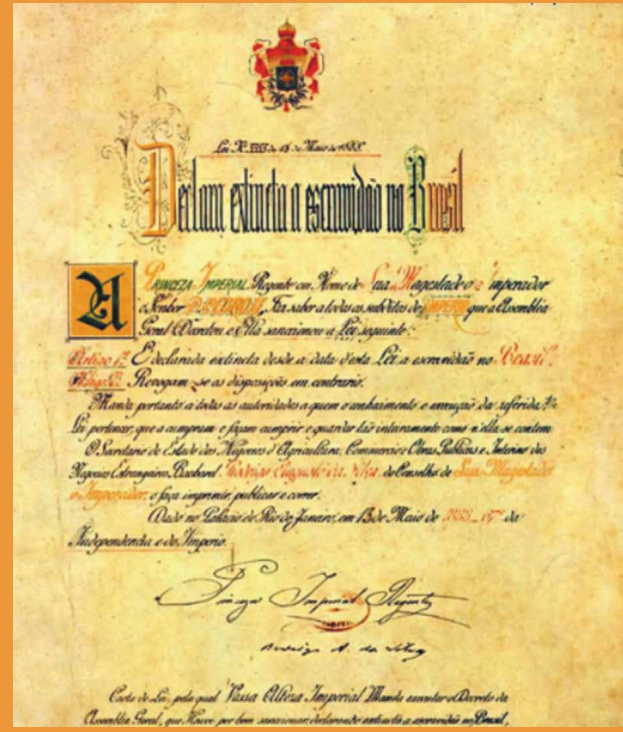 Lei Nº 3353 de 13 de Maio de 1888.
Declara extincta a escravidão no Brasil
A PRINCEZA IMPERIAL Regente em Nome de Sua Magestade o imperador
o Senhor D. PEDRO II, Faz saber a todos os subditos do IMPERIO que a Assembléa
Geral Decretou e Ella sanccionou a Lei seguinte:
Artigo 1º É declarada extincta desde a data d'esta Lei a escravidão no Brazil.
Artigo 2º Revogam-se as disposições em contrario.
Manda portanto a todas as autoridades a quem o conhecimento e execução da referida
Lei pertencer, que a cumpram e façam cumprir e guardar tão inteiramente como n'ella se contem
O Secretario de Estado dos Negocios d'Agricultura, Commercio e Obras Publicas e Interino dos
Negocios Estrangeiros, Bacharel Rodrigo Augusto da Silva do Conselho de Sua Magestade
o Imperador, o faça imprimir publicar e correr.
Dado no Palacio do Rio de Janeiro, em 13 de Maio de 1888 67º da
Independencia e do Imperio.
Princeza Imperial Regente
Rodrigo A. da Silva
Carta de Lei, pela qual Vossa Alteza Imperial Manda executar o Decreto da
Assembléa Geral, que Houve por bem sanccionar declarando extincta a escravidão no Brazil,